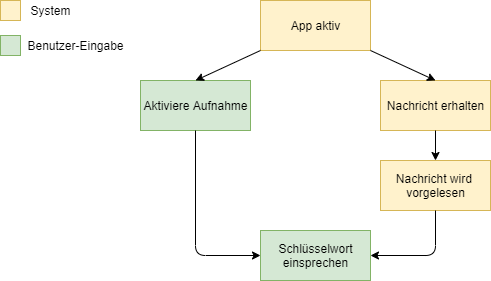 System
Benutzer-Eingabe
App aktiv
Aktiviere Aufnahme
Nachricht erhalten
Nachricht wird
vorgelesen
Schlüsselwort
einsprechen